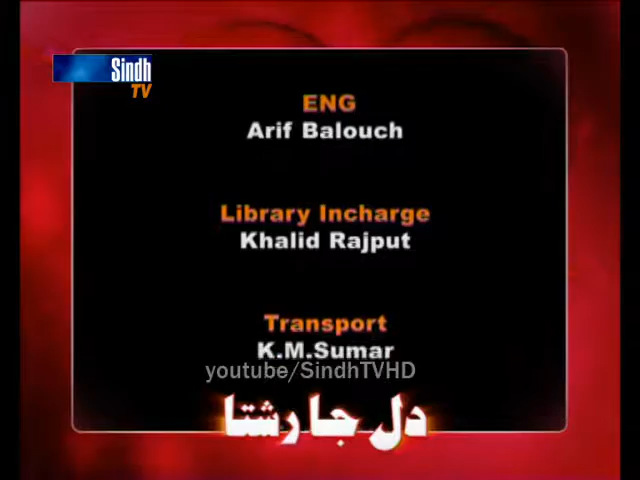 Sindh
TV
ENG
Arif Balouch
Library Incharge
Khalid Rajput
Transport
K.M.Sumar
youtube/SindhTVHD
دل جا رشتا